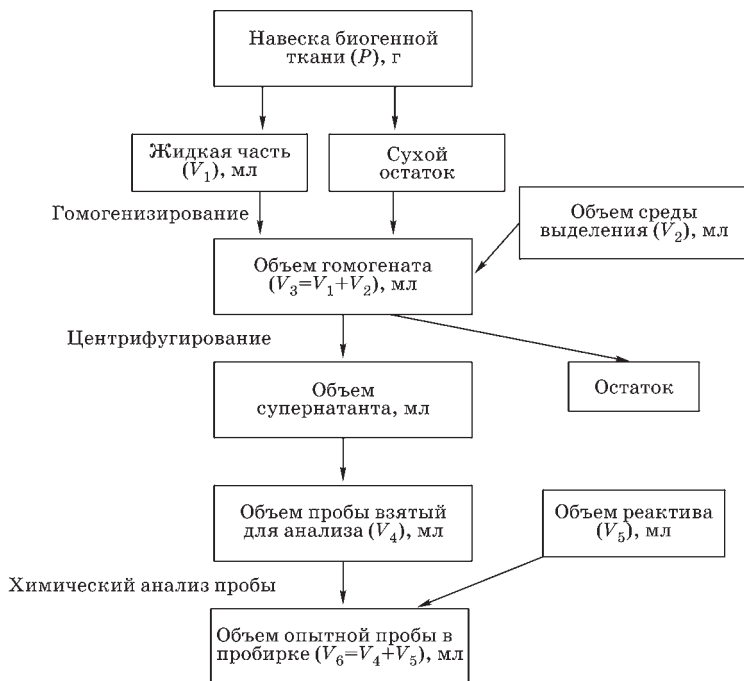 Навеска биогенной
ткани (P), г
Жидкая часть
(V₁), мл
Сухой
остаток
Гомогенизирование
Объем среды
выделения (V₂), мл
Объем гомогената
(V₃=V₁+V₂), мл
Центрифугирование
Объем
супернатанта, мл
Остаток
Объем пробы взятый
для анализа (V₄), мл
Объем реактива
(V₅), мл
Химический анализ пробы
Объем опытной пробы в
пробирке (V₆=V₄+V₅), мл